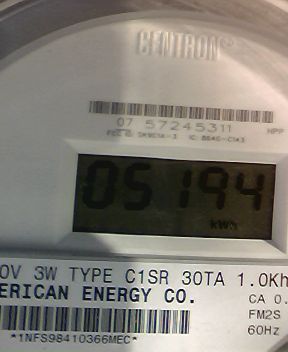 CENTRON®
07 57245311 HPP
05194
kWh
0V 3W TYPE C1SR 30TA 1.0Kh
ERICAN ENERGY CO.
CA 0.
FM2S
60Hz
*1NFS98410366MEC*